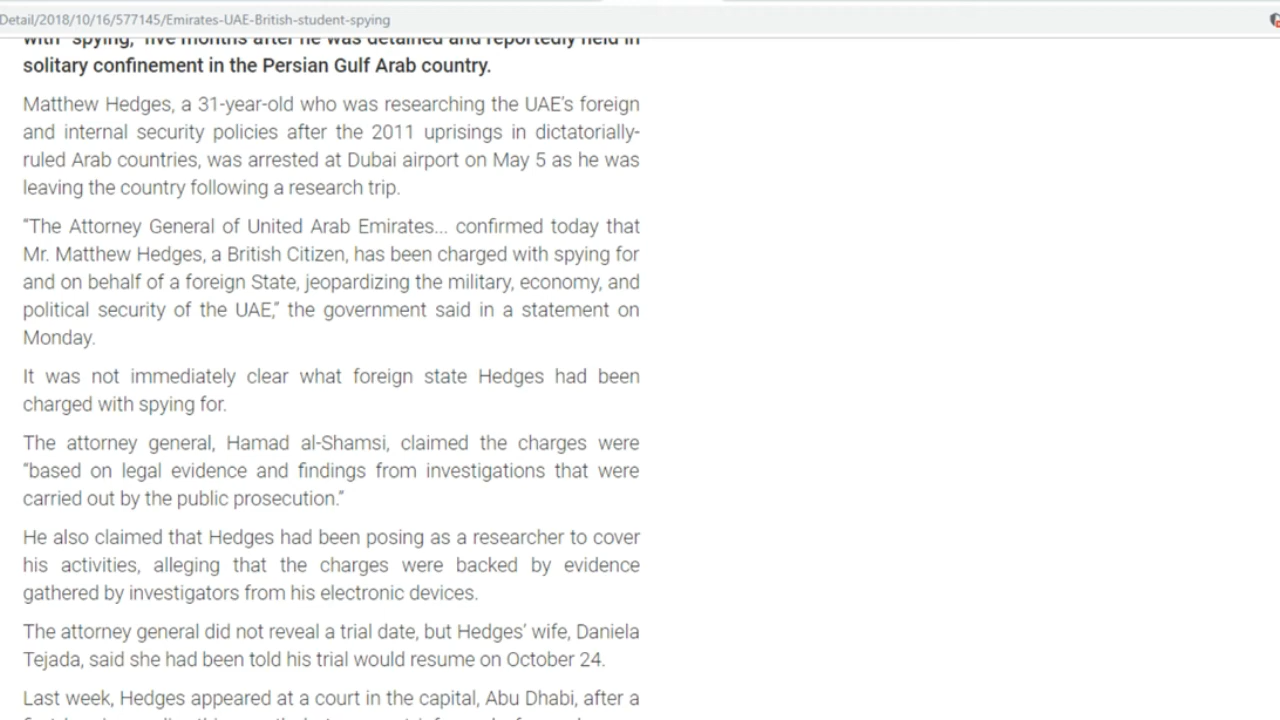 Detail/2018/10/16/577145/Emirates-UAE-British-student-spying
with "spying," five months after he was detained and reportedly held in
solitary confinement in the Persian Gulf Arab country.
Matthew Hedges, a 31-year-old who was researching the UAE's foreign
and internal security policies after the 2011 uprisings in dictatorially-
ruled Arab countries, was arrested at Dubai airport on May 5 as he was
leaving the country following a research trip.
“The Attorney General of United Arab Emirates... confirmed today that
Mr. Matthew Hedges, a British Citizen, has been charged with spying for
and on behalf of a foreign State, jeopardizing the military, economy, and
political security of the UAE,” the government said in a statement on
Monday.
It was not immediately clear what foreign state Hedges had been
charged with spying for.
The attorney general, Hamad al-Shamsi, claimed the charges were
“based on legal evidence and findings from investigations that were
carried out by the public prosecution.”
He also claimed that Hedges had been posing as a researcher to cover
his activities, alleging that the charges were backed by evidence
gathered by investigators from his electronic devices.
The attorney general did not reveal a trial date, but Hedges’ wife, Daniela
Tejada, said she had been told his trial would resume on October 24.
Last week, Hedges appeared at a court in the capital, Abu Dhabi, after a